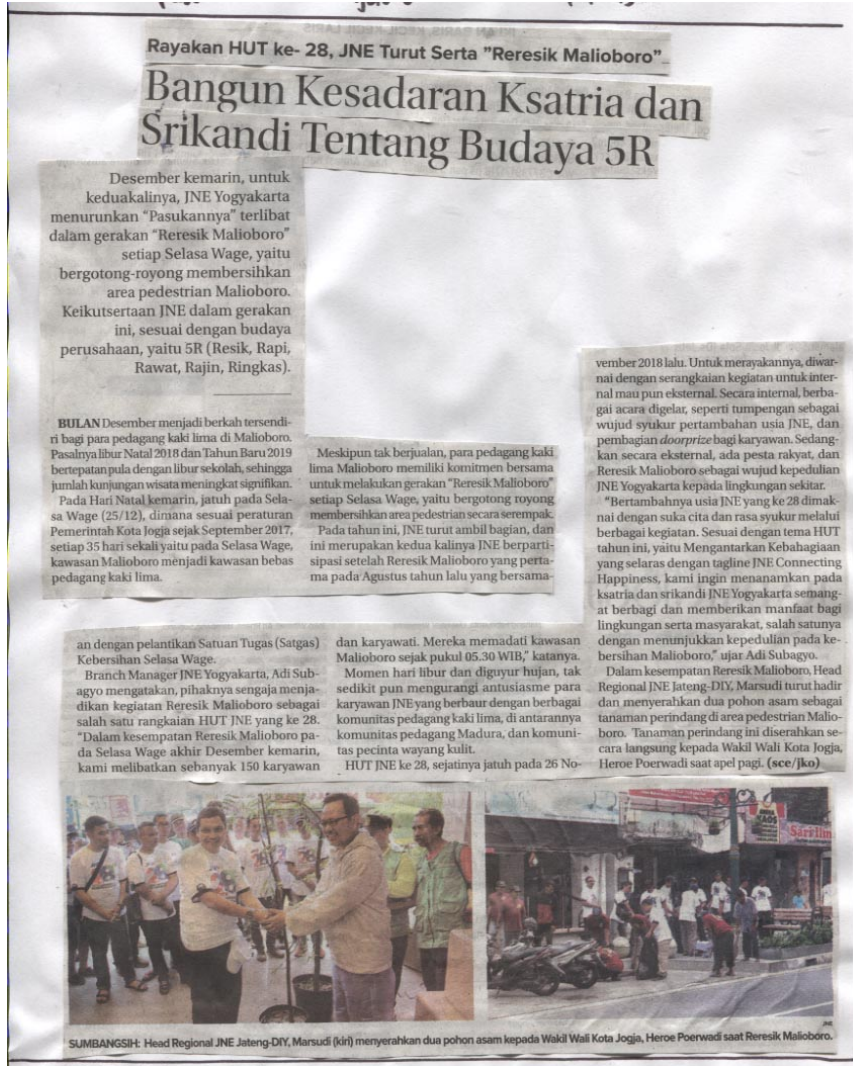 Rayakan HUT ke- 28, JNE Turut Serta "Reresik Malioboro"
Bangun Kesadaran Ksatria dan
Srikandi Tentang Budaya 5R
Desember kemarin, untuk
keduakalinya, JNE Yogyakarta
menurunkan "Pasukannya" terlibat
dalam gerakan "Reresik Malioboro"
setiap Selasa Wage, yaitu
bergotong-royong membersihkan
area pedestrian Malioboro.
Keikutsertaan JNE dalam gerakan
ini, sesuai dengan budaya
perusahaan, yaitu 5R (Resik, Rapi,
Rawat, Rajin, Ringkas).
BULAN Desember menjadi berkah tersendi-
ri bagi para pedagang kaki lima di Malioboro.
Pasalnya libur Natal 2018 dan Tahun Baru 2019
bertepatan pula dengan libur sekolah, sehingga
jumlah kunjungan wisata meningkat signifikan.
Pada Hari Natal kemarin, jatuh pada Sela-
sa Wage (25/12), dimana sesuai peraturan
Pemerintah Kota Jogja sejak September 2017,
setiap 35 hari sekali yaitu pada Selasa Wage,
kawasan Malioboro menjadi kawasan bebas
pedagang kaki lima.
Meskipun tak berjualan, para pedagang kaki
lima Malioboro memiliki komitmen bersama
untuk melakukan gerakan "Reresik Malioboro"
setiap Selasa Wage, yaitu bergotong royong
membersihkan area pedestrian secara serempak.
Pada tahun ini, JNE turut ambil bagian, dan
ini merupakan kedua kalinya JNE berparti-
sipasi setelah Reresik Malioboro yang perta-
ma pada Agustus tahun lalu yang bersama-
an dengan pelantikan Satuan Tugas (Satgas)
Kebersihan Selasa Wage.
Branch Manager JNE Yogyakarta, Adi Sub-
agyo mengatakan, pihaknya sengaja menja-
dikan kegiatan Reresik Malioboro sebagai
salah satu rangkaian HUT JNE yang ke 28.
"Dalam kesempatan Reresik Malioboro pa-
da Selasa Wage akhir Desember kemarin,
kami melibatkan sebanyak 150 karyawan
dan karyawati. Mereka memadati kawasan
Malioboro sejak pukul 05.30 WIB," katanya.
Momen hari libur dan diguyur hujan, tak
sedikit pun mengurangi antusiasme para
karyawan JNE yang berbaur dengan berbagai
komunitas pedagang kaki lima, di antarannya
komunitas pedagang Madura, dan komuni-
tas pecinta wayang kulit.
HUT JNE ke 28, sejatinya jatuh pada 26 No-
vember 2018 lalu. Untuk merayakannya, diwar-
nai dengan serangkaian kegiatan untuk inter-
nal mau pun eksternal. Secara internal, berba-
gai acara digelar, seperti tumpengan sebagai
wujud syukur pertambahan usia JNE, dan
pembagian doorprize bagi karyawan. Sedang-
kan secara eksternal, ada pesta rakyat, dan
Reresik Malioboro sebagai wujud kepedulian
JNE Yogyakarta kepada lingkungan sekitar.
"Bertambahnya usia JNE yang ke 28 dimak-
nai dengan suka cita dan rasa syukur melalui
berbagai kegiatan. Sesuai dengan tema HUT
tahun ini, yaitu Mengantarkan Kebahagiaan
yang selaras dengan tagline JNE Connecting
Happiness, kami ingin menanamkan pada
ksatria dan srikandi JNE Yogyakarta semang-
at berbagi dan memberikan manfaat bagi
lingkungan serta masyarakat, salah satunya
dengan menunjukkan kepedulian pada ke-
bersihan Malioboro," ujar Adi Subagyo.
Dalam kesempatan Reresik Malioboro, Head
Regional JNE Jateng-DIY, Marsudi turut hadir
dan menyerahkan dua pohon asam sebagai
tanaman perindang di area pedestrian Malio-
boro. Tanaman perindang ini diserahkan se-
cara langsung kepada Wakil Wali Kota Jogja,
Heroe Poerwadi saat apel pagi. (sce/jko)
28
KAOS
JNE
SUMBANGSIH: Head Regional JNE Jateng-DIY, Marsudi (kiri) menyerahkan dua pohon asam kepada Wakil Wali Kota Jogja, Heroe Poerwadi saat Reresik Malioboro.